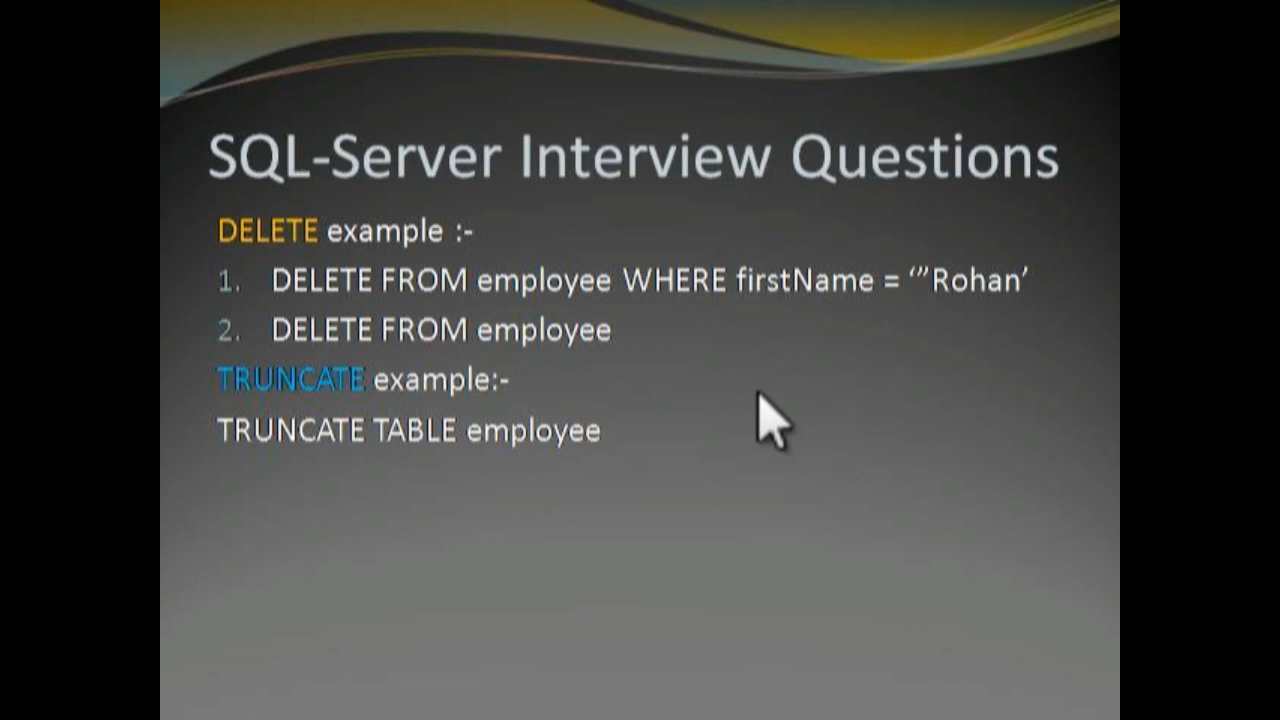 SQL-Server Interview Questions
DELETE example :-
1. DELETE FROM employee WHERE firstName = ‘”Rohan’
2. DELETE FROM employee
TRUNCATE example:-
TRUNCATE TABLE employee